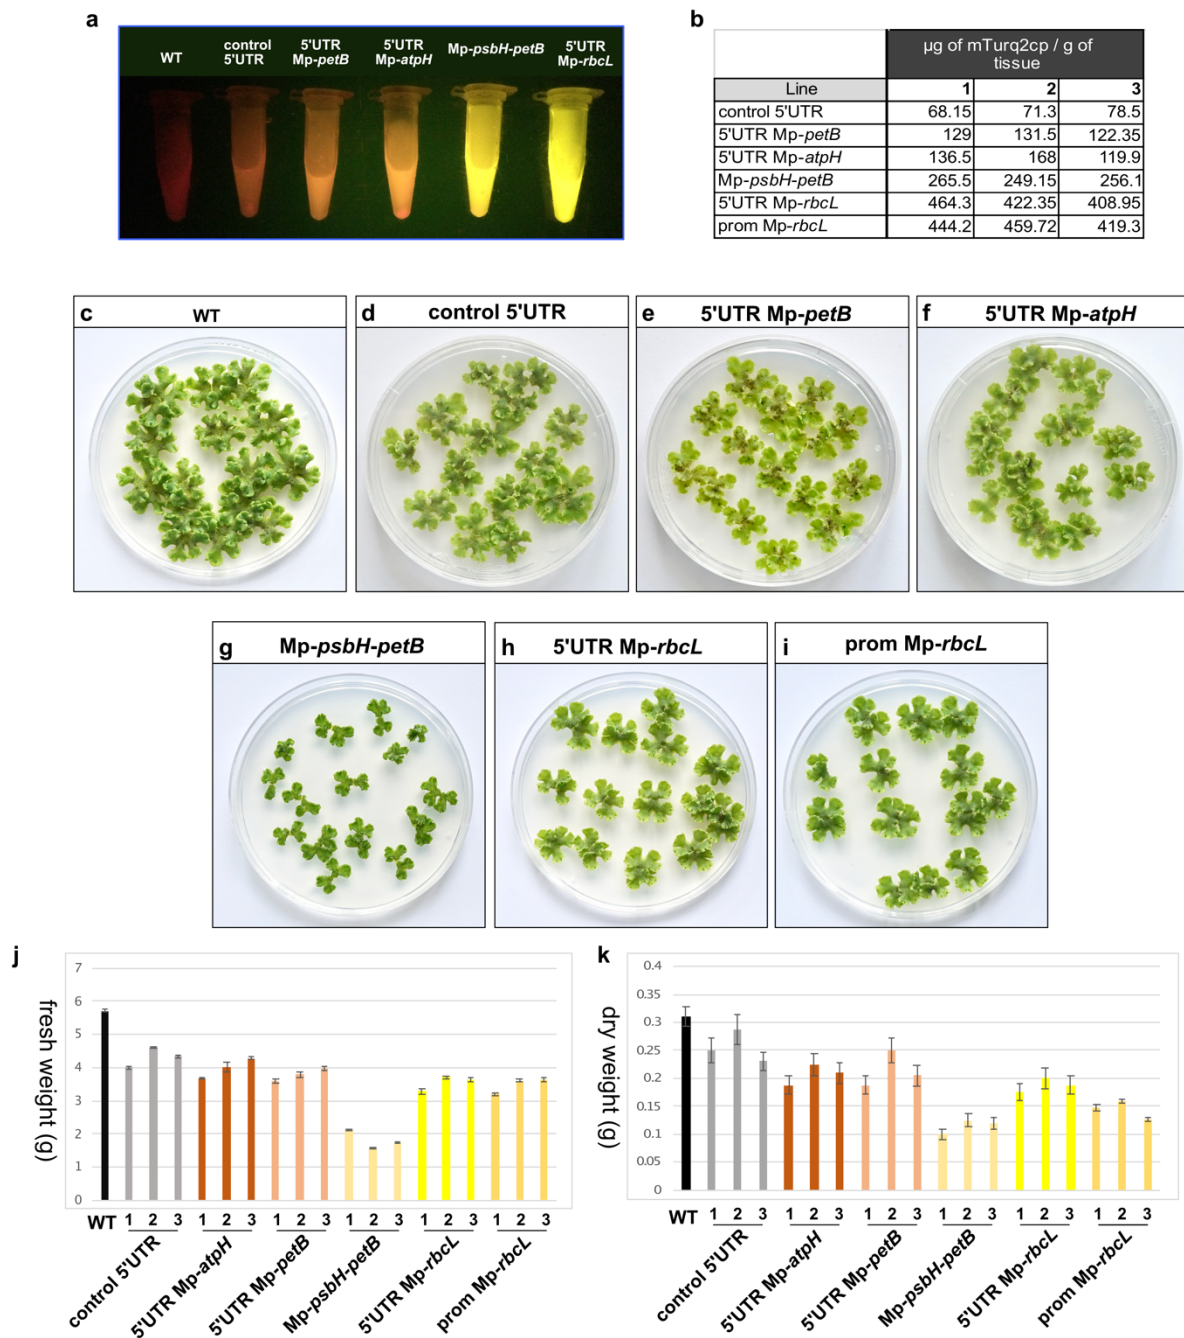 a
WT
control
5'UTR
5'UTR
Mp-petB
5'UTR
Mp-atpH
Mp-psbH-petB
5'UTR
Mp-rbcL
b
µg of mTurq2cp / g of
tissue
Line 1 2 3
control 5'UTR 68.15 71.3 78.5
5'UTR Mp-petB 129 131.5 122.35
5'UTR Mp-atpH 136.5 168 119.9
Mp-psbH-petB 265.5 249.15 256.1
5'UTR Mp-rbcL 464.3 422.35 408.95
prom Mp-rbcL 444.2 459.72 419.3
c WT
d control 5'UTR
e 5'UTR Mp-petB
f 5'UTR Mp-atpH
g Mp-psbH-petB
h 5'UTR Mp-rbcL
i prom Mp-rbcL
j
fresh weight (g)
7
6
5
4
3
2
1
0
WT 1 2 3 1 2 3 1 2 3 1 2 3 1 2 3 1 2 3
control 5'UTR
5'UTR Mp-atpH
5'UTR Mp-petB
Mp-psbH-petB
5'UTR Mp-rbcL
prom Mp-rbcL
k
dry weight (g)
0.4
0.35
0.3
0.25
0.2
0.15
0.1
0.05
0
WT 1 2 3 1 2 3 1 2 3 1 2 3 1 2 3 1 2 3
control 5'UTR
5'UTR Mp-atpH
5'UTR Mp-petB
Mp-psbH-petB
5'UTR Mp-rbcL
prom Mp-rbcL